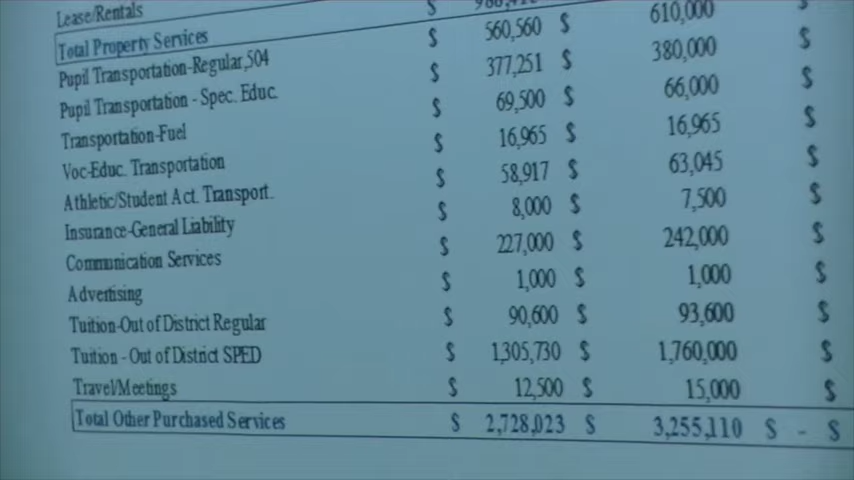 Lease/Rentals
Total Property Services $
Pupil Transportation-Regular,504 $ 560,560 $ 610,000 $
Pupil Transportation - Spec. Educ. $ 377,251 $ 380,000 $
Transportation-Fuel $ 69,500 $ 66,000 $
Voc-Educ. Transportation $ 16,965 $ 16,965 $
Athletic/Student Act. Transport. $ 58,917 $ 63,045 $
Insurance-General Liability $ 8,000 $ 7,500 $
Communication Services $ 227,000 $ 242,000 $
Advertising $ 1,000 $ 1,000 $
Tuition-Out of District Regular $ 90,600 $ 93,600 $
Tuition - Out of District SPED $ 1,305,730 $ 1,760,000 $
Travel/Meetings $ 12,500 $ 15,000 $
Total Other Purchased Services $ 2,728,023 $ 3,255,110 $ - $